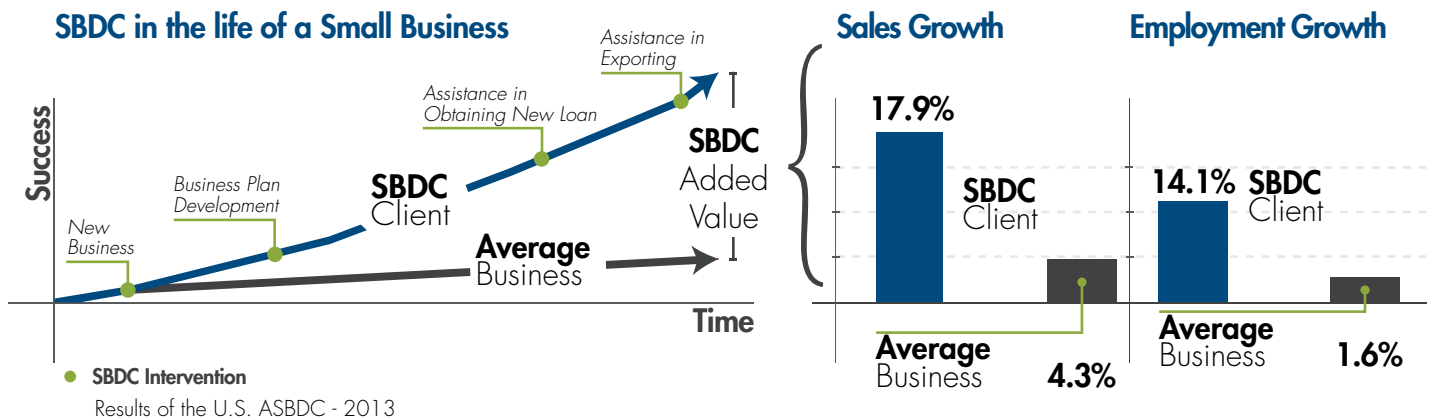 SBDC in the life of a Small Business
Success
New
Business
Business Plan
Development
Assistance in
Obtaining New Loan
Assistance in
Exporting
SBDC
Client
Average
Business
SBDC
Added
Value
Time
SBDC Intervention
Results of the U.S. ASBDC - 2013
Sales Growth
17.9%
SBDC
Client
Average
Business
4.3%
Employment Growth
14.1%
SBDC
Client
Average
Business
1.6%